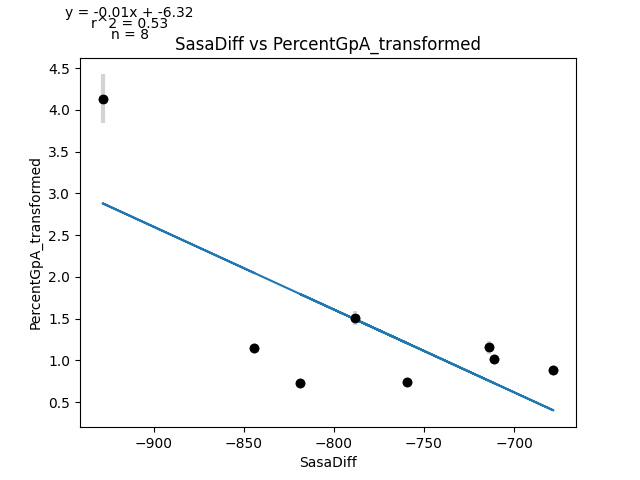 y = -0.01x + -6.32
r^2 = 0.53
n = 8
SasaDiff vs PercentGpA_transformed
4.5
4.0
3.5
3.0
2.5
2.0
1.5
1.0
0.5
PercentGpA_transformed
−900
−850
−800
−750
−700
SasaDiff